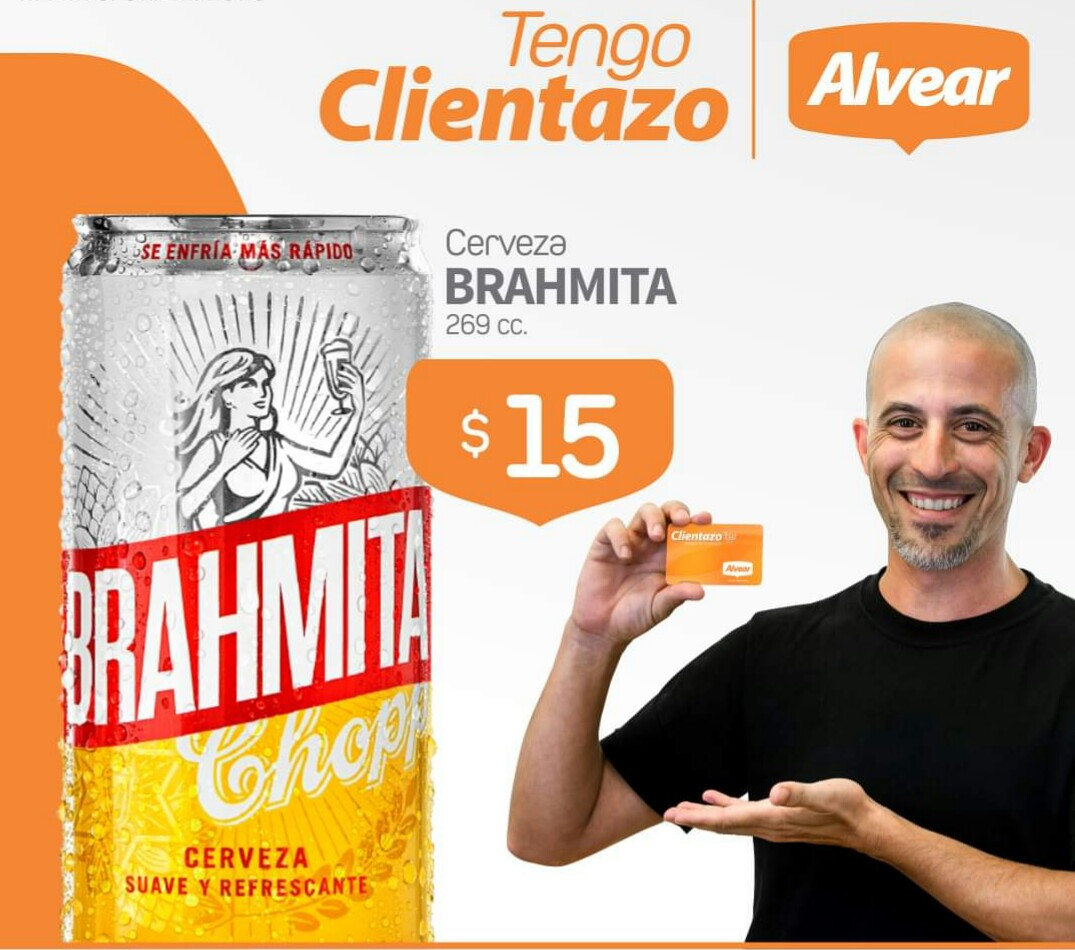 Tengo
Clientazo
Alvear
Cerveza
BRAHMITA
269 cc.
$ 15
SE ENFRÍA MÁS RÁPIDO
BRAHMITA
Chopp
CERVEZA
SUAVE Y REFRESCANTE
Clientazo
Alvear